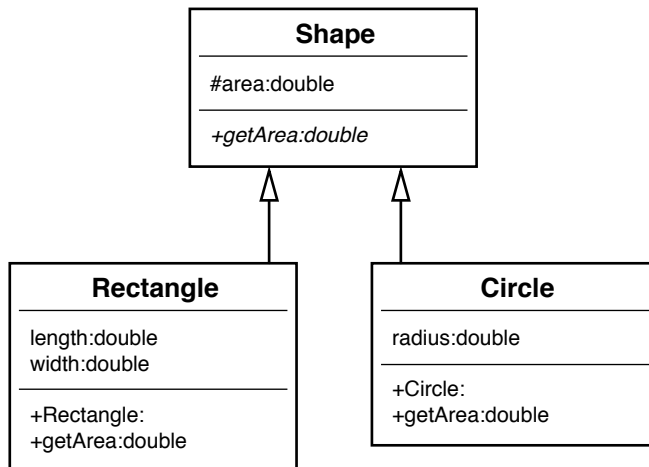 Shape
#area:double
+getArea:double
Rectangle
length:double
width:double
+Rectangle:
+getArea:double
Circle
radius:double
+Circle:
+getArea:double